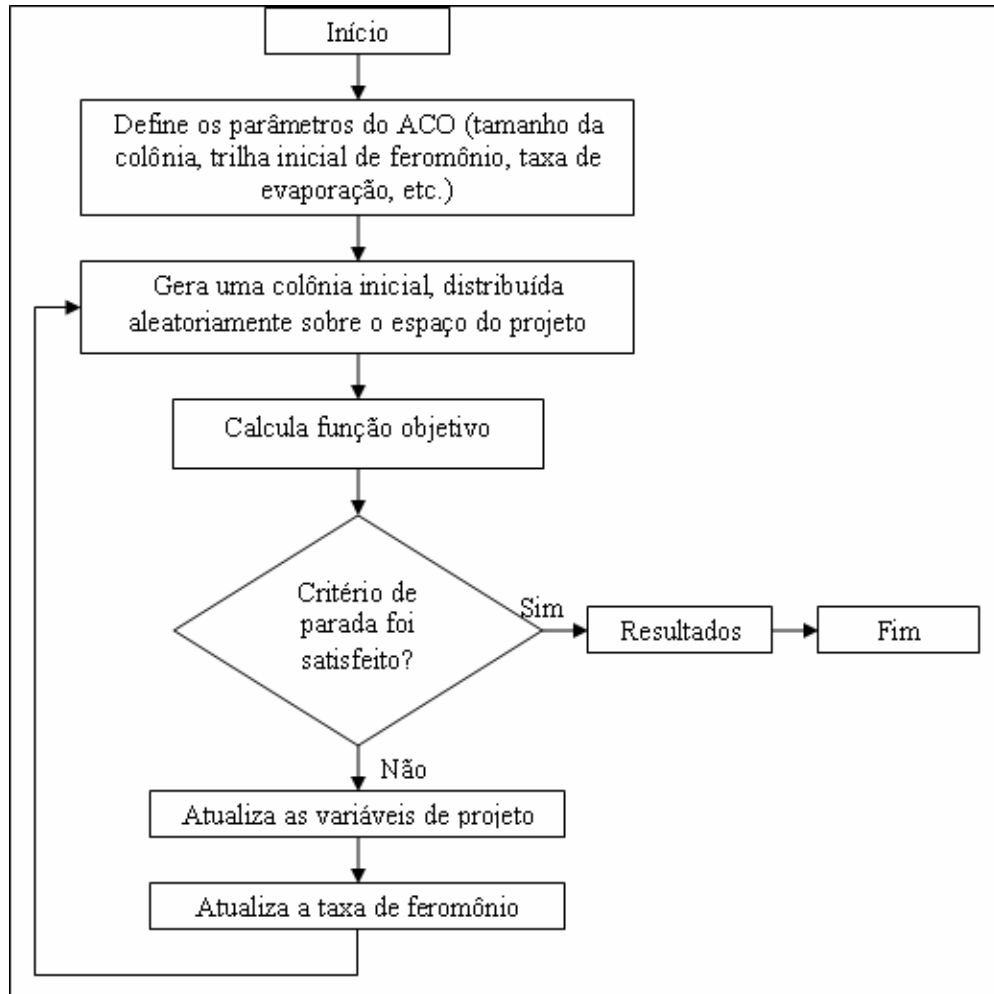 Início
Define os parâmetros do ACO (tamanho da
colônia, trilha inicial de feromônio, taxa de
evaporação, etc.)
Gera uma colônia inicial, distribuída
aleatoriamente sobre o espaço do projeto
Calcula função objetivo
Critério de
parada foi
satisfeito?
Sim
Resultados
Fim
Não
Atualiza as variáveis de projeto
Atualiza a taxa de feromônio